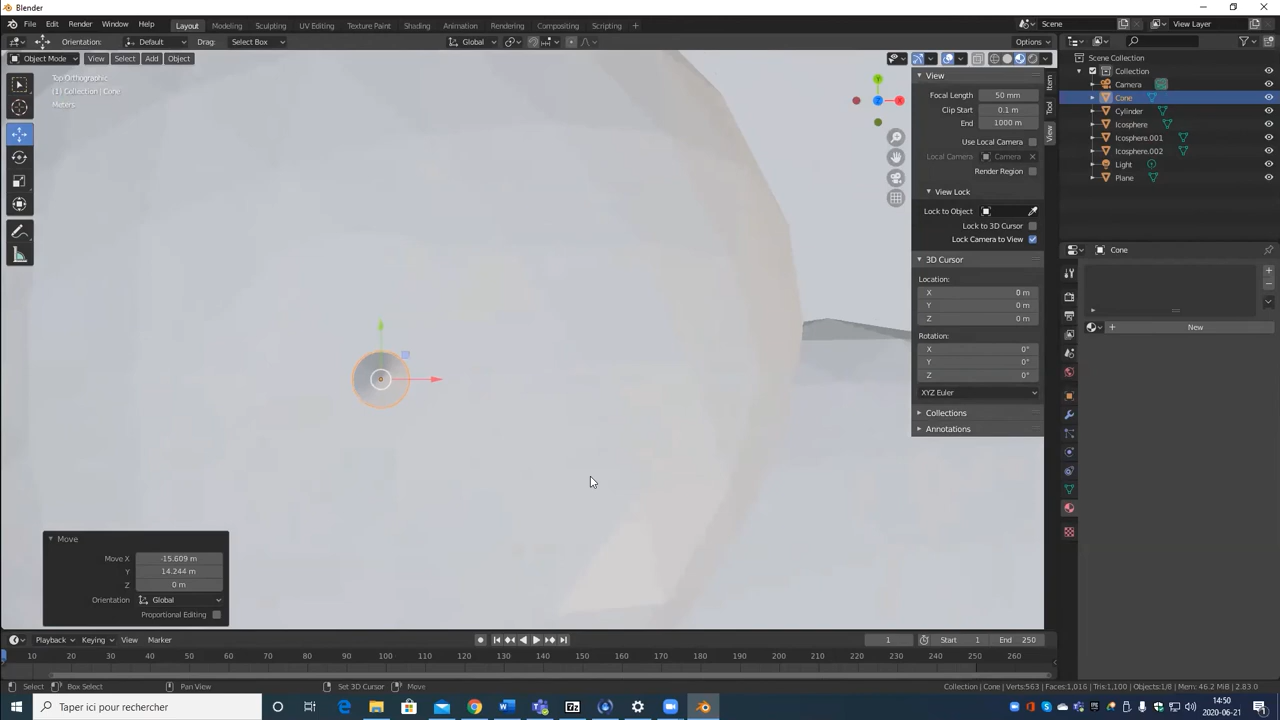 Blender
File Edit Render Window Help
Layout Modeling Sculpting UV Editing Texture Paint Shading Animation Rendering Compositing Scripting +
Scene View Layer
Orientation: Default Drag: Select Box Global Options
Object Mode View Select Add Object
Top Orthographic
(1) Collection | Cone
Meters
View
Focal Length 50 mm
Clip Start 0.1 m
End 1000 m
Use Local Camera
Local Camera Camera
Render Region
View Lock
Lock to Object
Lock to 3D Cursor
Lock Camera to View
3D Cursor
Location:
X 0 m
Y 0 m
Z 0 m
Rotation:
X 0°
Y 0°
Z 0°
XYZ Euler
Collections
Annotations
Item
Tool
View
Scene Collection
Collection
Camera
Cone
Cylinder
Icosphere
Icosphere.001
Icosphere.002
Light
Plane
Cone
New
Move
Move X -15.609 m
Y 14.244 m
Z 0 m
Orientation Global
Proportional Editing
Playback Keying View Marker 1 Start 1 End 250
10 20 30 40 50 60 70 80 90 100 110 120 130 140 150 160 170 180 190 200 210 220 230 240 250 260
Select Box Select Pan View Set 3D Cursor Move Collection | Cone | Verts:563 | Faces:1,016 | Tris:1,100 | Objects:1/8 | Mem: 46.2 MiB | 2.83.0
Taper ici pour rechercher
14:50
2020-06-21